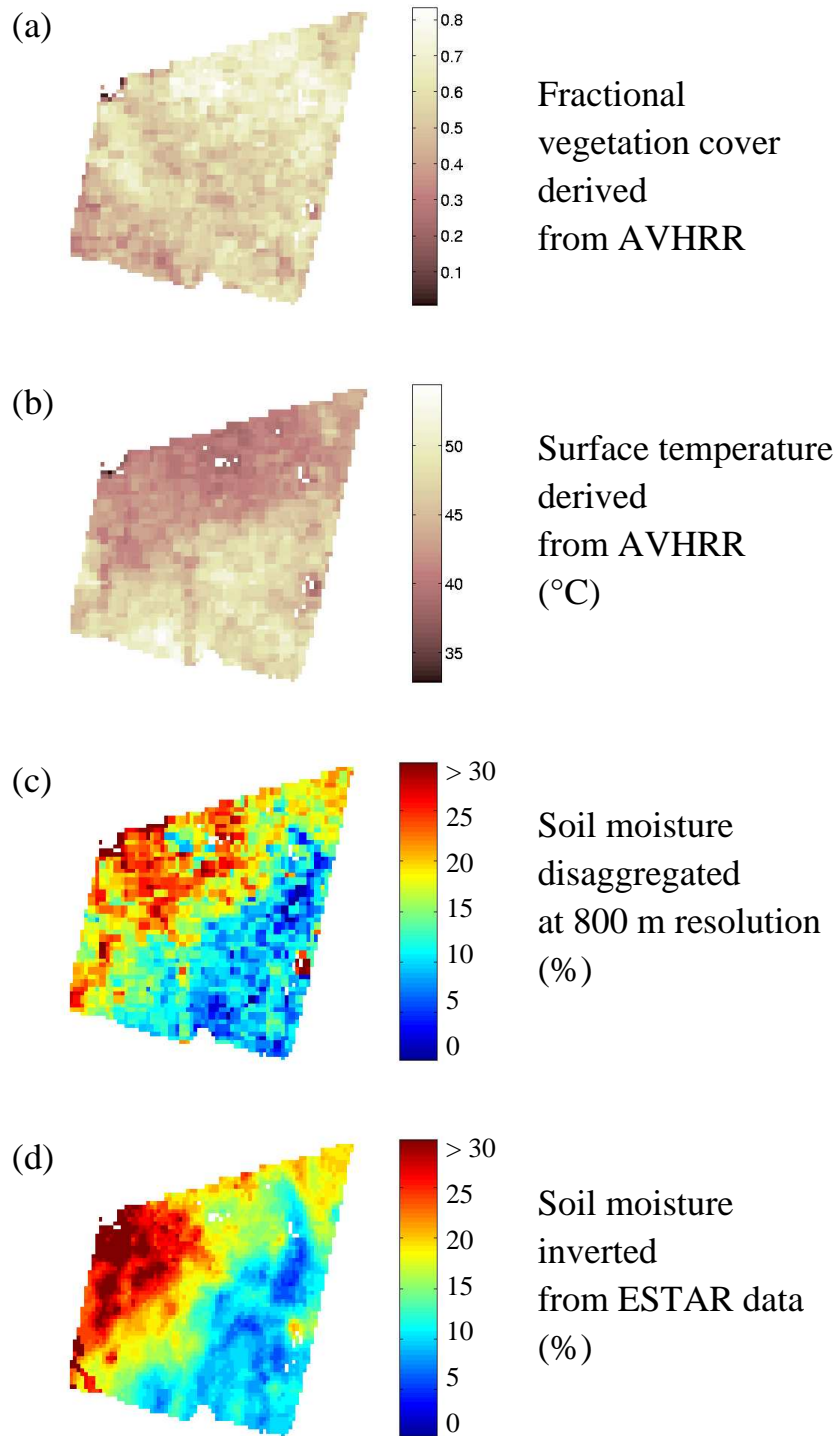 (a)
0.8
0.7
0.6
0.5
0.4
0.3
0.2
0.1
Fractional
vegetation cover
derived
from AVHRR
(b)
50
45
40
35
Surface temperature
derived
from AVHRR
(°C)
(c)
> 30
25
20
15
10
5
0
Soil moisture
disaggregated
at 800 m resolution
(%)
(d)
> 30
25
20
15
10
5
0
Soil moisture
inverted
from ESTAR data
(%)